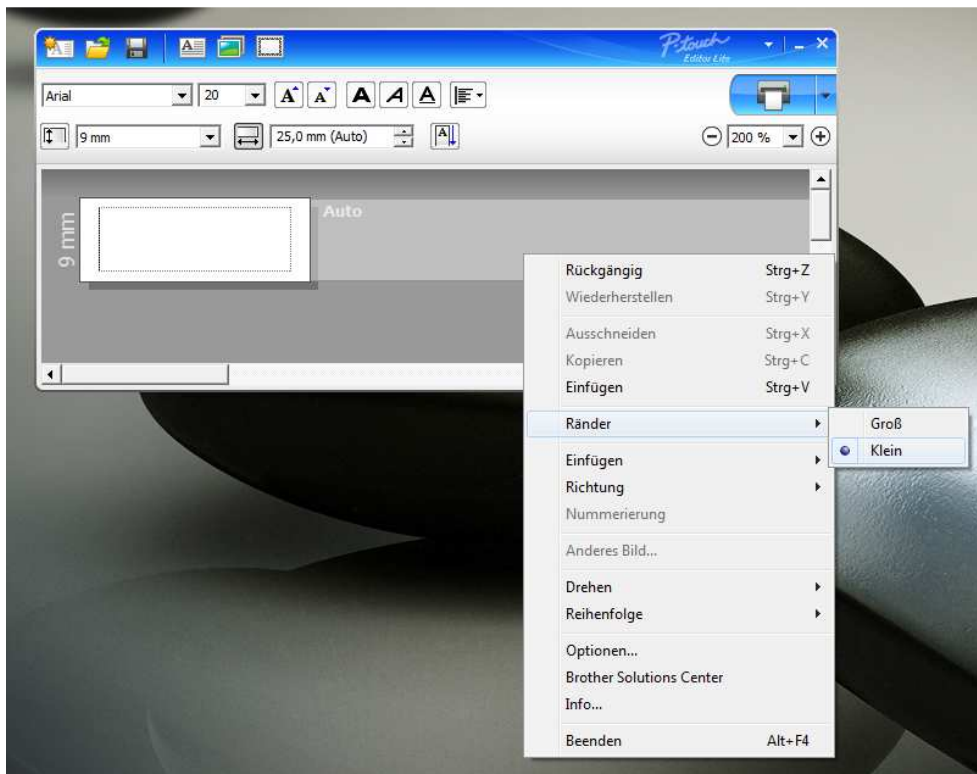 P-touch
Editor Lite
Arial
20
A
A
A
A
A
9 mm
25,0 mm (Auto)
A
200 %
9 mm
Auto
Rückgängig Strg+Z
Wiederherstellen Strg+Y
Ausschneiden Strg+X
Kopieren Strg+C
Einfügen Strg+V
Ränder
Groß
Klein
Einfügen
Richtung
Nummerierung
Anderes Bild...
Drehen
Reihenfolge
Optionen...
Brother Solutions Center
Info...
Beenden Alt+F4